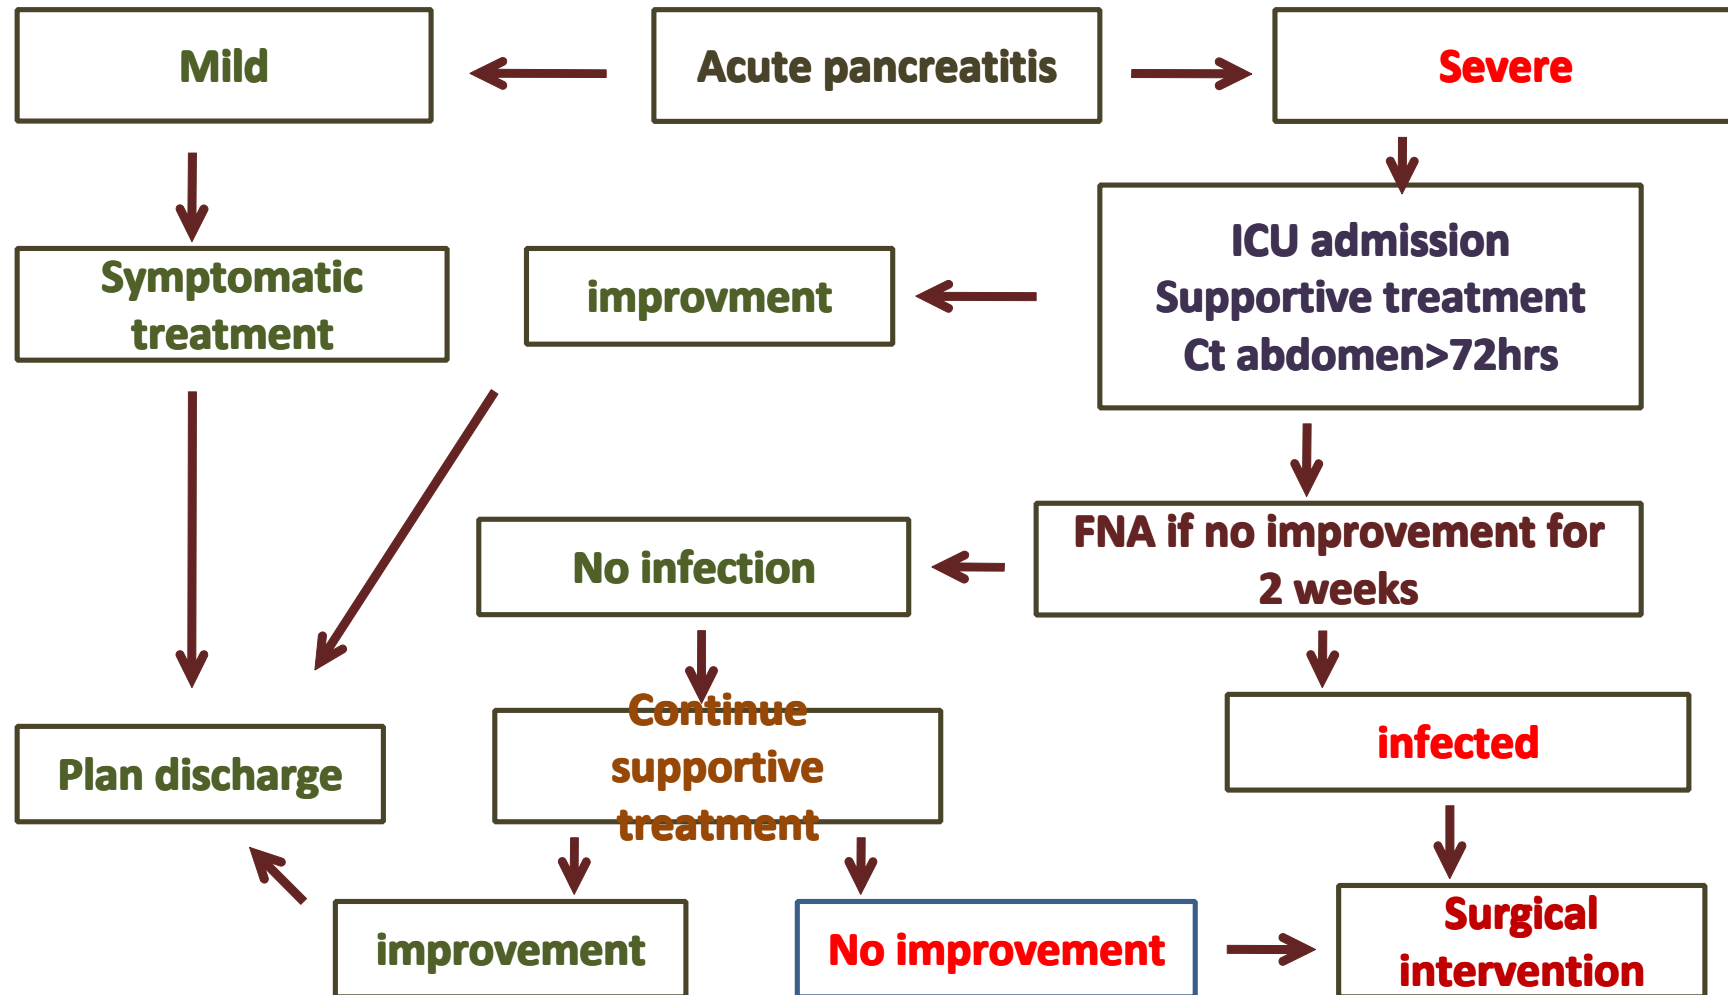 Mild
Acute pancreatitis
Severe
Symptomatic
treatment
improvment
ICU admission
Supportive treatment
Ct abdomen>72hrs
No infection
FNA if no improvement for
2 weeks
Plan discharge
Continue
supportive
treatment
infected
improvement
No improvement
Surgical
intervention